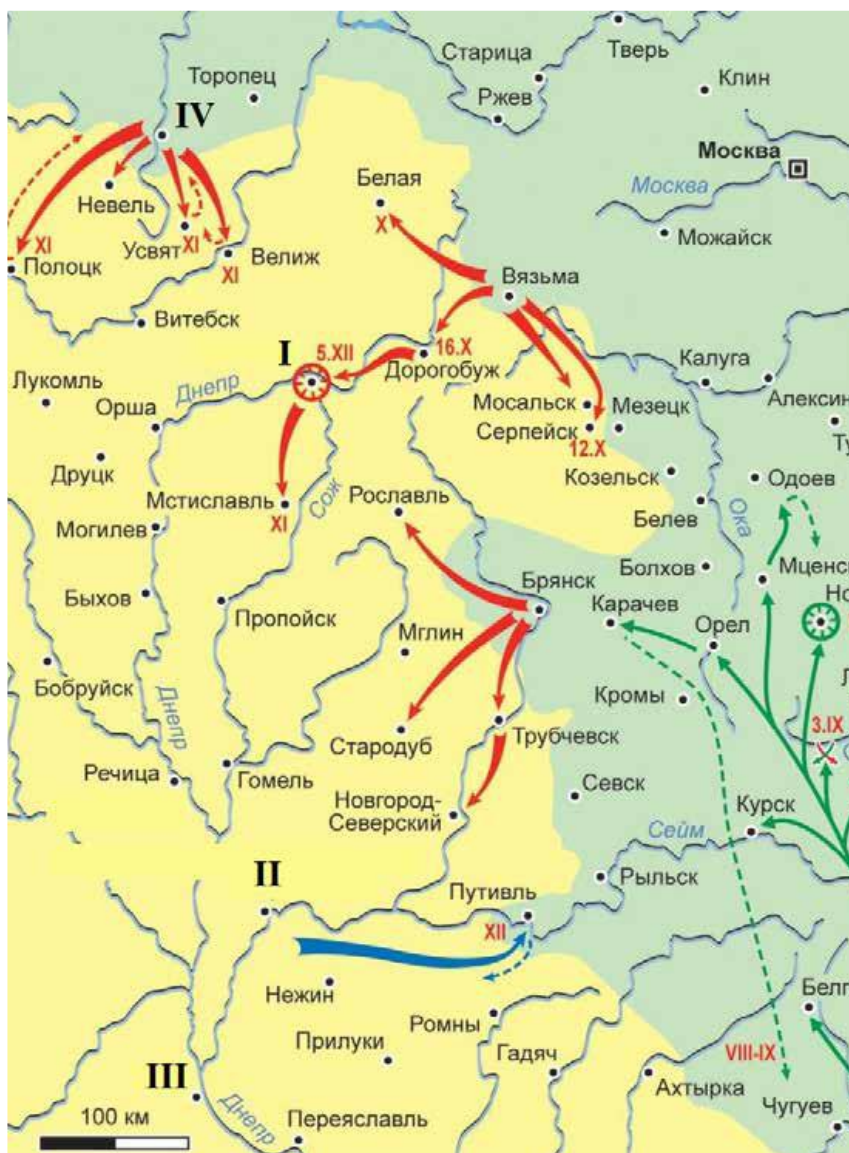 Тверь
Старица
Торопец
Клин
Ржев
IV
Москва
Белая
Москва
Невель
X
Можайск
Усвят
XI
XI
Велиж
XI
Полоцк
Вязьма
Витебск
I
5.XII
16.X
Дорогобуж
Калуга
Лукомль
Днепр
Алексин
Орша
Мосальск
Мезецк
Серпейск
12.X
Друцк
Козельск
Одоев
Мстиславль
XI
Сож
Рославль
Белев
Ока
Могилев
Болхов
Мценск
Брянск
Быхов
Пропойск
Карачев
Но
Мглин
Орел
Бобруйск
Днепр
Кромы
3.IX
Стародуб
Трубчевск
Речица
Гомель
Севск
Новгород-
Северский
Курск
Сейм
II
Путивль
Рыльск
XII
Нежин
Белг
Ромны
Прилуки
Гадяч
VIII-IX
III
Ахтырка
Днепр
100 км
Чугуев
Переяславль